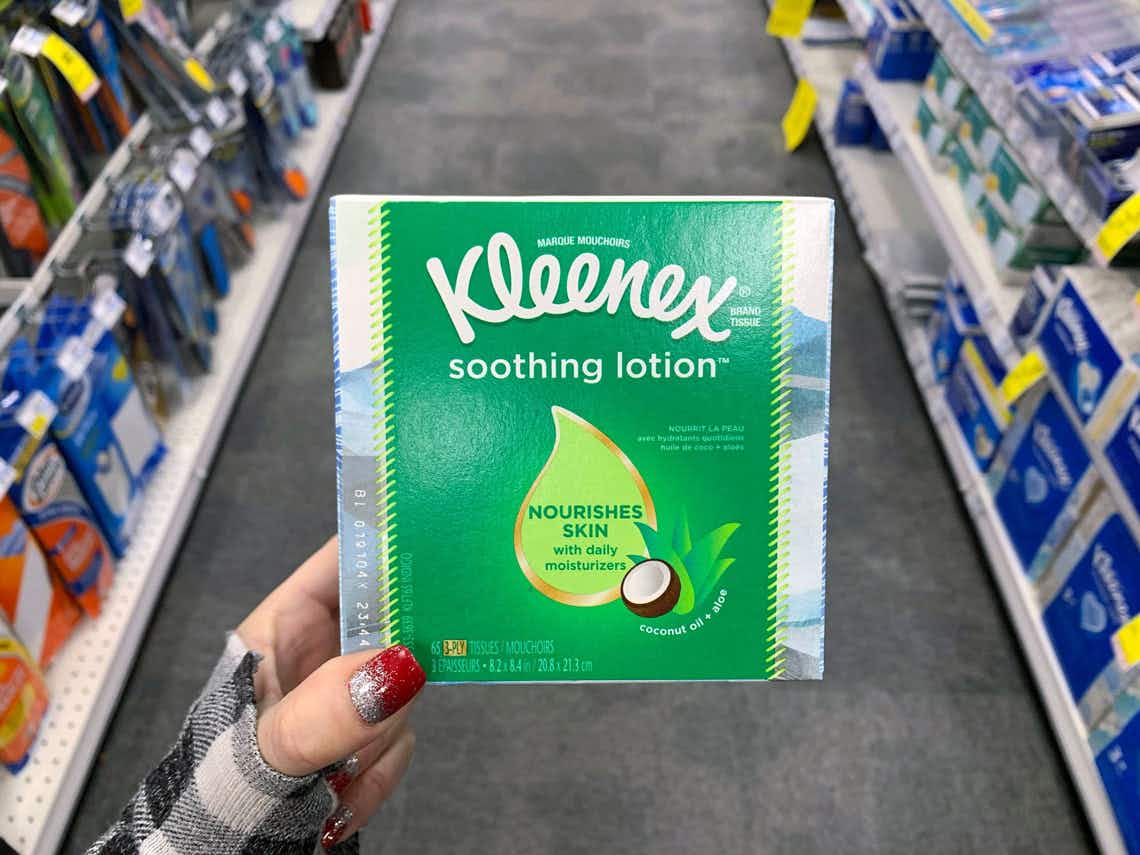 MARQUE MOUCHOIRS
Kleenex®
BRAND
TISSUE
soothing lotion™
NOURRIT LA PEAU
avec hydratants quotidiens
huile de coco + aloès
NOURISHES
SKIN
with daily
moisturizers
coconut oil + aloe
65 3-PLY TISSUES / MOUCHOIRS
3 ÉPAISSEURS • 8.2 x 8.4 in / 20.8 x 21.3 cm